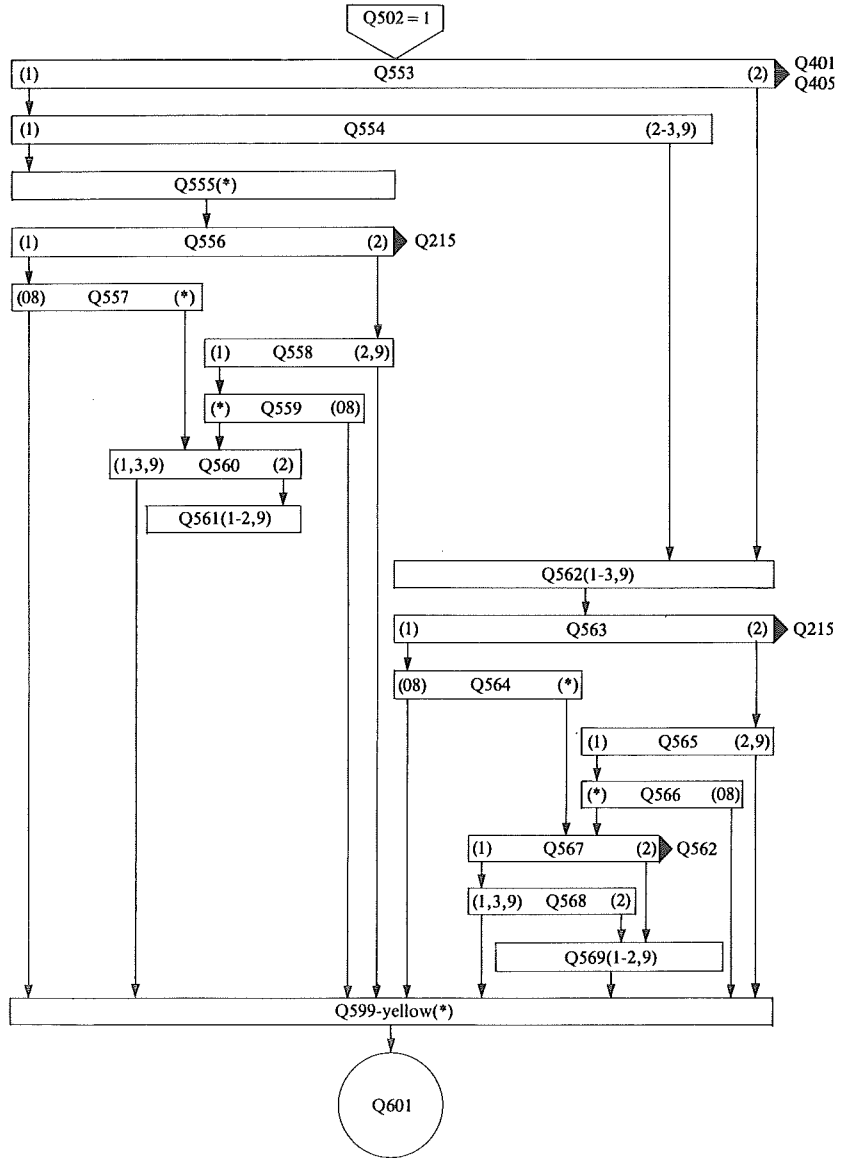 Q502 = 1
(1) Q553 (2) Q401
Q405
(1) Q554 (2-3,9)
Q555(*)
(1) Q556 (2) Q215
(08) Q557 (*)
(1) Q558 (2,9)
(*) Q559 (08)
(1,3,9) Q560 (2)
Q561(1-2,9)
Q562(1-3,9)
(1) Q563 (2) Q215
(08) Q564 (*)
(1) Q565 (2,9)
(*) Q566 (08)
(1) Q567 (2) Q562
(1,3,9) Q568 (2)
Q569(1-2,9)
Q599-yellow(*)
Q601